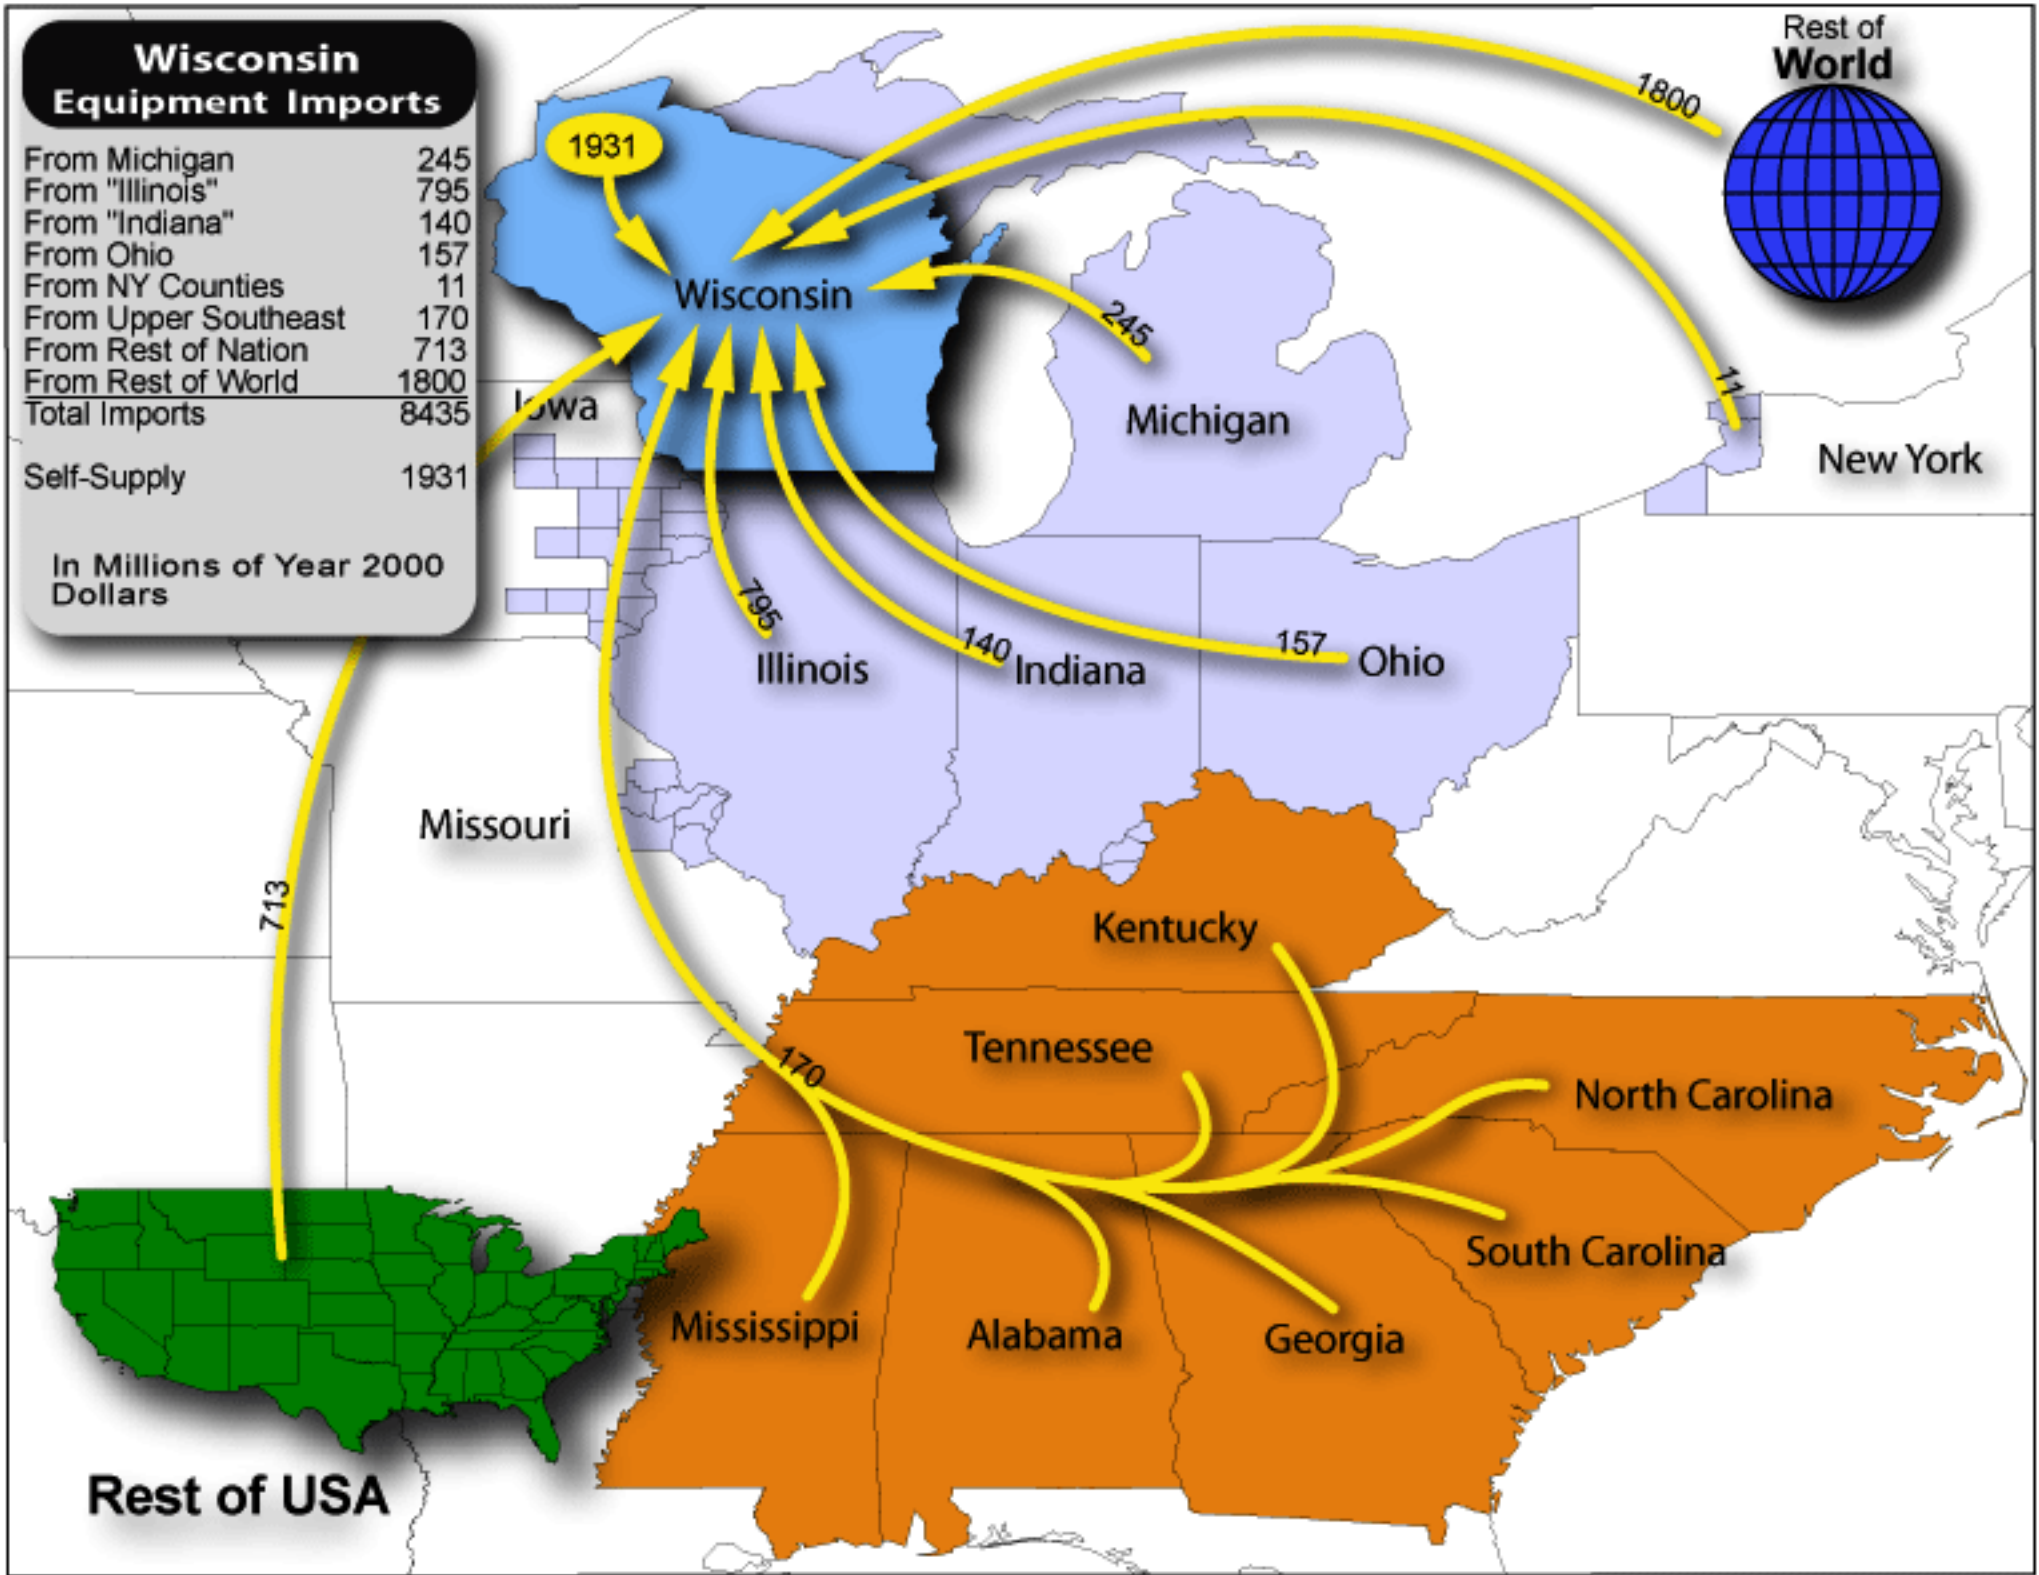 Wisconsin
Equipment Imports
From Michigan 245
From "Illinois" 795
From "Indiana" 140
From Ohio 157
From NY Counties 11
From Upper Southeast 170
From Rest of Nation 713
From Rest of World 1800
Total Imports 8435
Self-Supply 1931
In Millions of Year 2000
Dollars
Rest of
World
1800
1931
Wisconsin
245
11
Iowa
Michigan
New York
795
140
157
Illinois
Indiana
Ohio
Missouri
713
Kentucky
Tennessee
170
North Carolina
South Carolina
Mississippi
Alabama
Georgia
Rest of USA